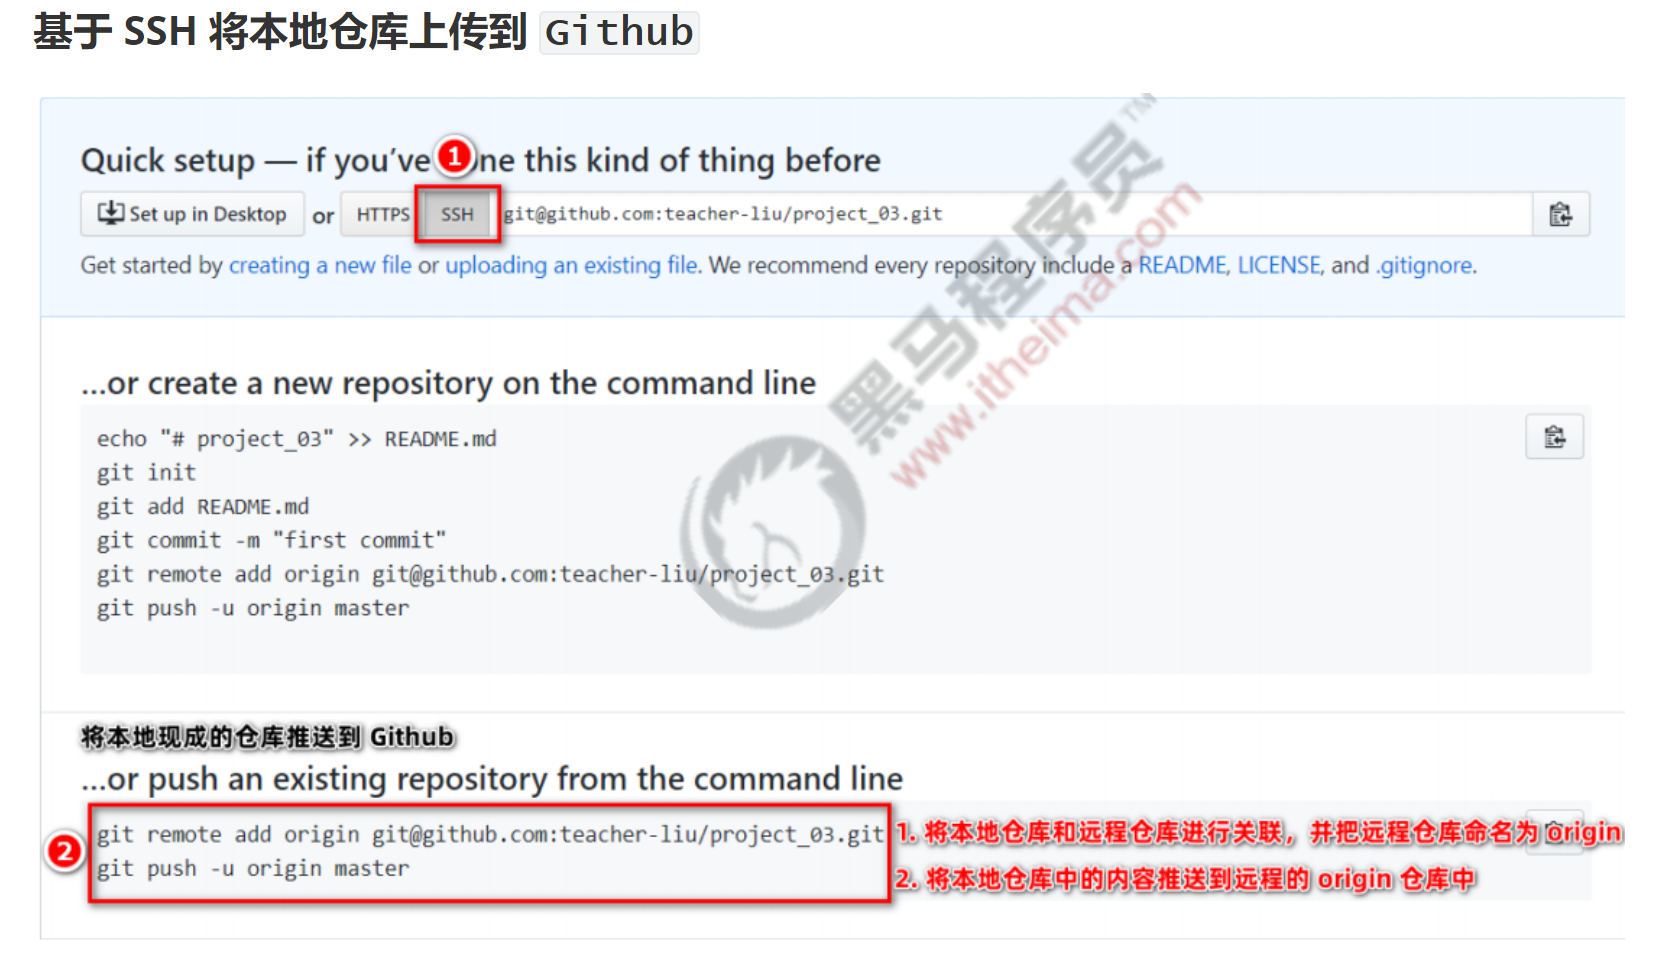 基于 SSH 将本地仓库上传到 Github
Quick setup — if you've ne this kind of thing before
1
Set up in Desktop or HTTPS SSH git@github.com:teacher-liu/project_03.git
Get started by creating a new file or uploading an existing file. We recommend every repository include a README, LICENSE, and .gitignore.
黑马程序员™
www.itheima.com
...or create a new repository on the command line
echo "# project_03" >> README.md
git init
git add README.md
git commit -m "first commit"
git remote add origin git@github.com:teacher-liu/project_03.git
git push -u origin master
将本地现成的仓库推送到 Github
...or push an existing repository from the command line
2
git remote add origin git@github.com:teacher-liu/project_03.git
1. 将本地仓库和远程仓库进行关联，并把远程仓库命名为 origin
git push -u origin master
2. 将本地仓库中的内容推送到远程的 origin 仓库中